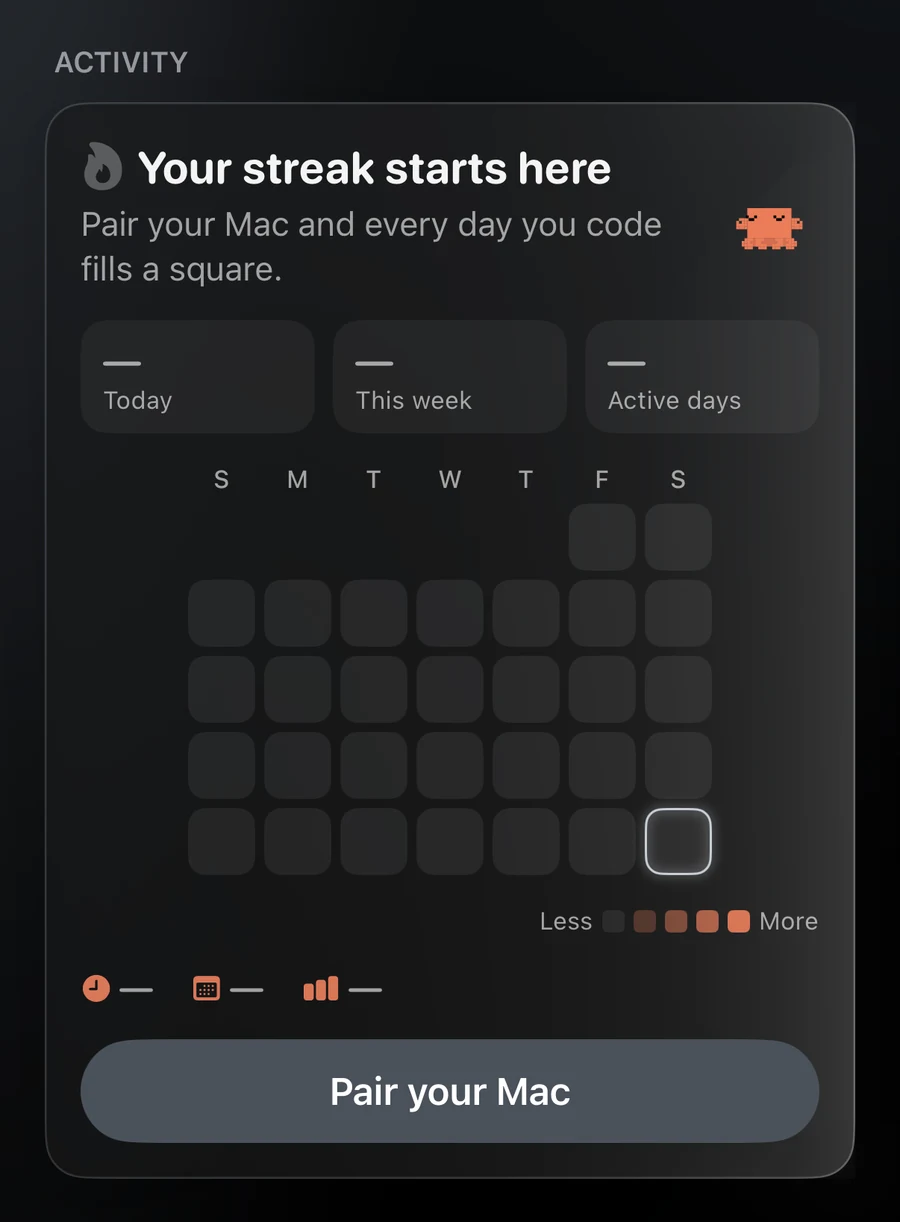 ACTIVITY
Your streak starts here
Pair your Mac and every day you code
fills a square.
— — —
Today This week Active days
S M T W T F S
Less More
— — —
Pair your Mac